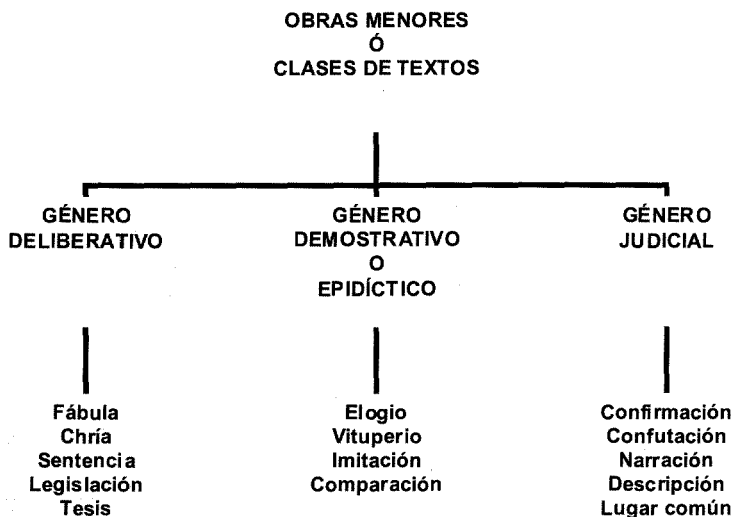 OBRAS MENORES
Ó
CLASES DE TEXTOS
GÉNERO
DELIBERATIVO
GÉNERO
DEMOSTRATIVO
O
EPIDÍCTICO
GÉNERO
JUDICIAL
Fábula
Chría
Sentencia
Legislación
Tesis
Elogio
Vituperio
Imitación
Comparación
Confirmación
Confutación
Narración
Descripción
Lugar común